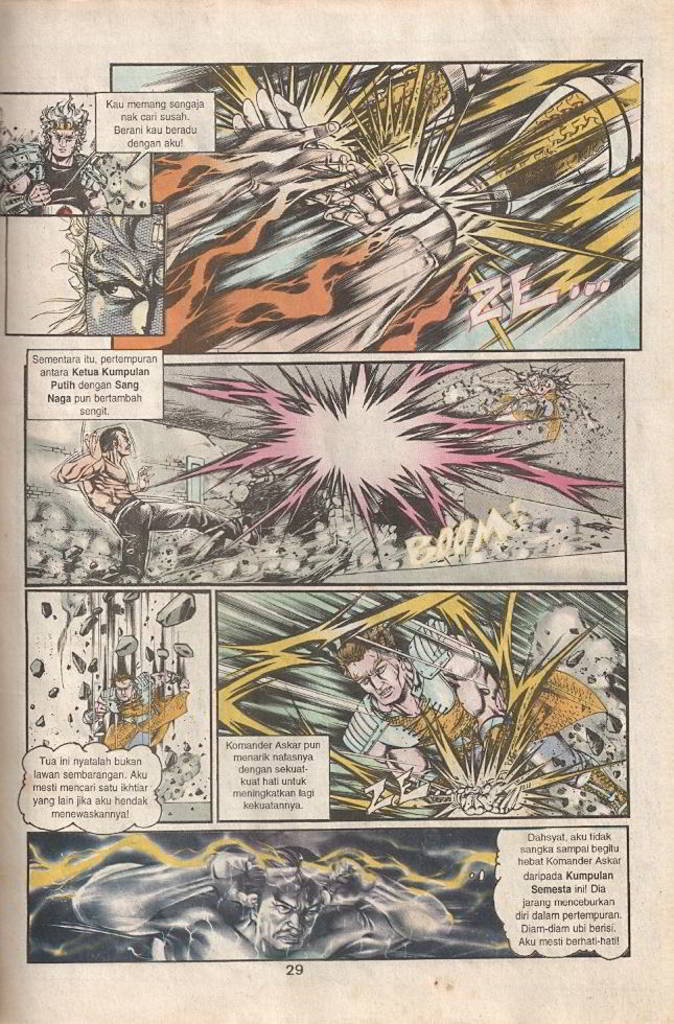 Kau memang sengaja
nak cari susah.
Berani kau beradu
dengan aku!
ZE...
Sementara itu, pertempuran
antara Ketua Kumpulan
Putih dengan Sang
Naga pun bertambah
sengit.
BOOM!
Tua ini nyatalah bukan
lawan sembarangan. Aku
mesti mencari satu ikhtiar
yang lain jika aku hendak
menewaskannya!
Komander Askar pun
menarik nafasnya
dengan sekuat-
kuat hati untuk
meningkatkan lagi
kekuatannya.
ZE
Dahsyat, aku tidak
sangka sampai begitu
hebat Komander Askar
daripada Kumpulan
Semesta ini! Dia
jarang menceburkan
diri dalam pertempuran.
Diam-diam ubi berisi.
Aku mesti berhati-hati!
29